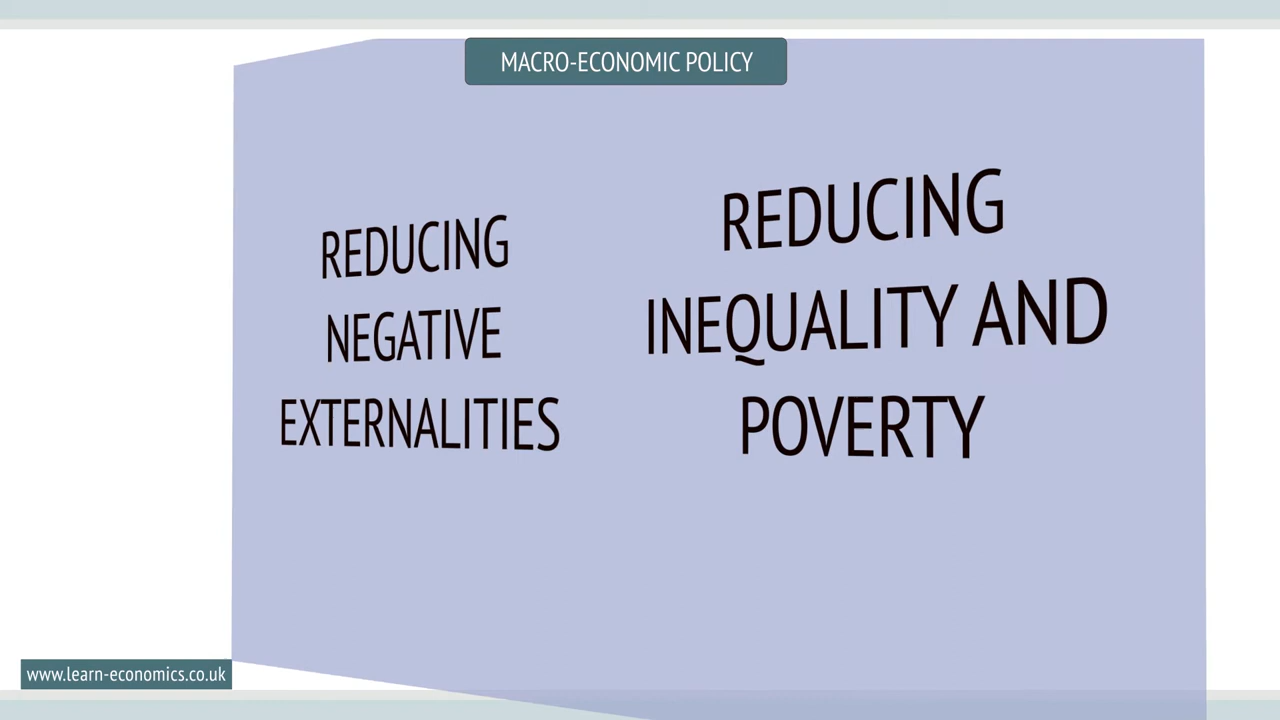 MACRO-ECONOMIC POLICY
REDUCING
NEGATIVE
EXTERNALITIES
REDUCING
INEQUALITY AND
POVERTY
www.learn-economics.co.uk